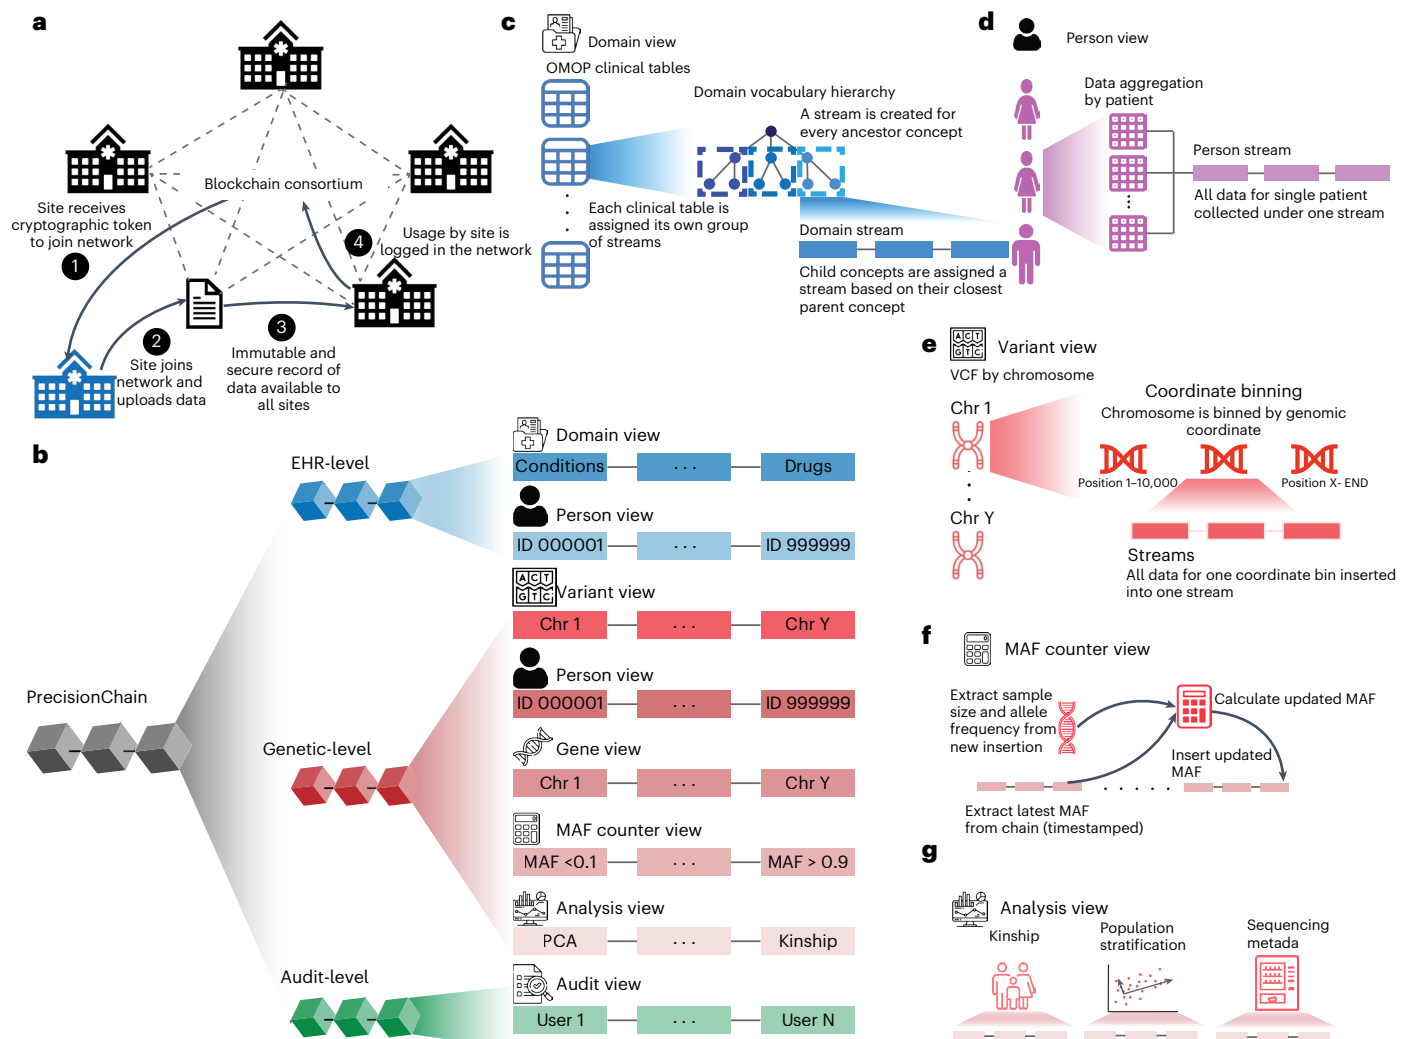 a
Blockchain consortium
Site receives
cryptographic token
to join network
1
4
Usage by site is
logged in the network
2
Site joins
network and
uploads data
3
Immutable and
secure record of
data available to
all sites
b
PrecisionChain
EHR-level
Genetic-level
Audit-level
Domain view
Conditions
. . .
Drugs
Person view
ID 000001
. . .
ID 999999
ACT
GTC
Variant view
Chr 1
. . .
Chr Y
Person view
ID 000001
. . .
ID 999999
Gene view
Chr 1
. . .
Chr Y
MAF counter view
MAF <0.1
. . .
MAF > 0.9
Analysis view
PCA
. . .
Kinship
Audit view
User 1
. . .
User N
c
Domain view
OMOP clinical tables
Domain vocabulary hierarchy
A stream is created for
every ancestor concept
Each clinical table is
assigned its own group
of streams
Domain stream
Child concepts are assigned a
stream based on their closest
parent concept
d
Person view
Data aggregation
by patient
Person stream
All data for single patient
collected under one stream
e
ACT
GTC
Variant view
VCF by chromosome
Chr 1
Chr Y
Coordinate binning
Chromosome is binned by genomic
coordinate
Position 1–10,000
Position X- END
Streams
All data for one coordinate bin inserted
into one stream
f
MAF counter view
Extract sample
size and allele
frequency from
new insertion
Calculate updated MAF
Insert updated
MAF
Extract latest MAF
from chain (timestamped)
g
Analysis view
Kinship
Population
stratification
Sequencing
metada